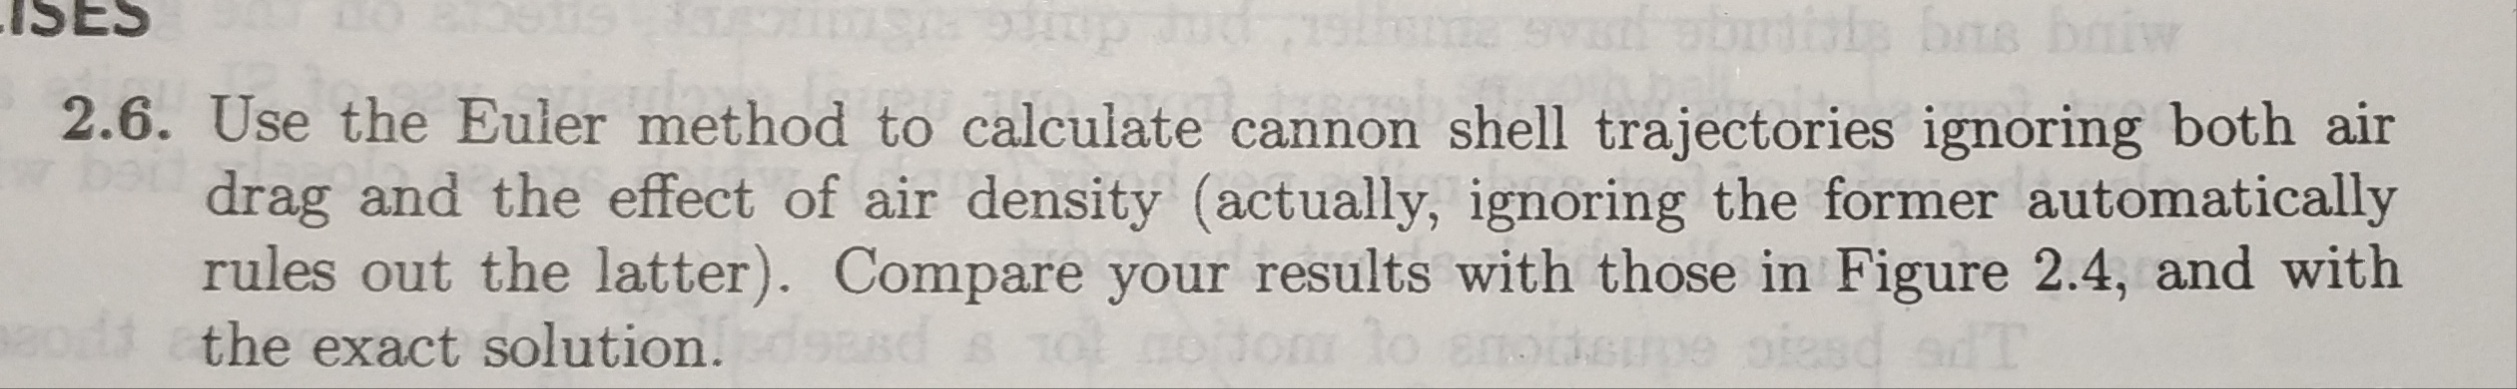 ISES
2.6. Use the Euler method to calculate cannon shell trajectories ignoring both air
drag and the effect of air density (actually, ignoring the former automatically
rules out the latter). Compare your results with those in Figure 2.4, and with
the exact solution.